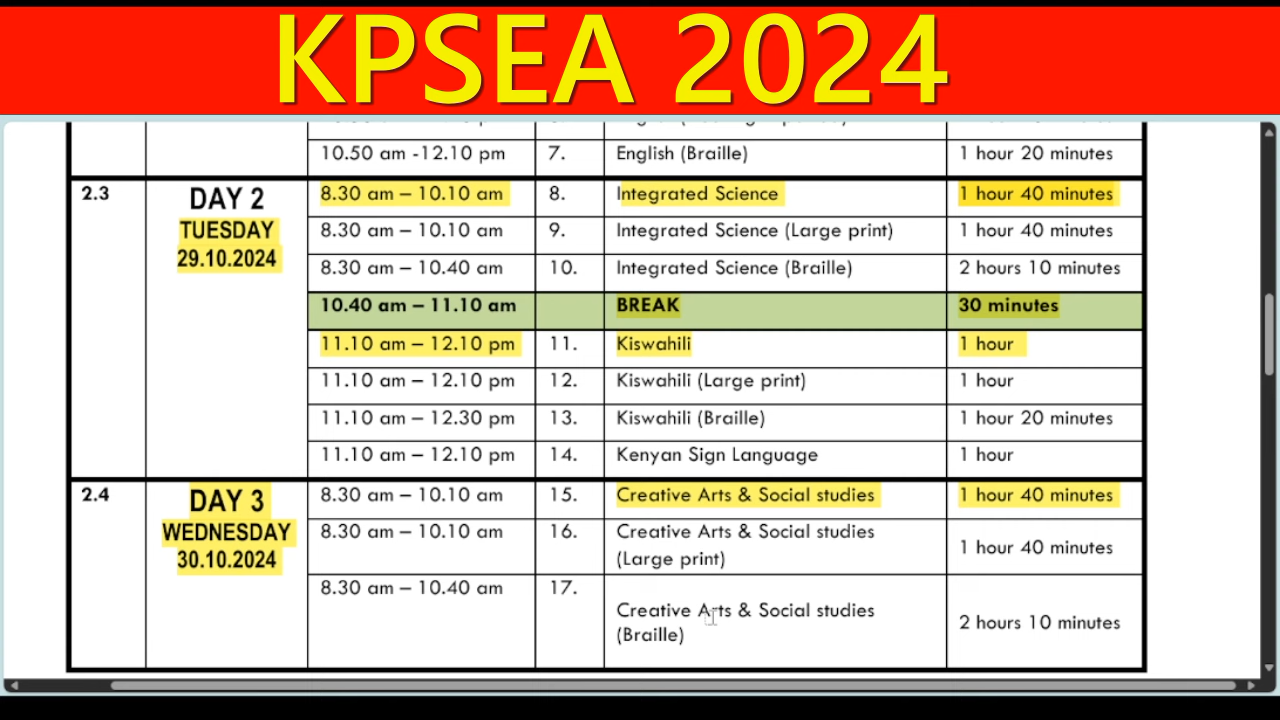 KPSEA 2024
10.50 am -12.10 pm 7. English (Braille) 1 hour 20 minutes
2.3 DAY 2 8.30 am – 10.10 am 8. Integrated Science 1 hour 40 minutes
TUESDAY 8.30 am – 10.10 am 9. Integrated Science (Large print) 1 hour 40 minutes
29.10.2024 8.30 am – 10.40 am 10. Integrated Science (Braille) 2 hours 10 minutes
10.40 am – 11.10 am BREAK 30 minutes
11.10 am – 12.10 pm 11. Kiswahili 1 hour
11.10 am – 12.10 pm 12. Kiswahili (Large print) 1 hour
11.10 am – 12.30 pm 13. Kiswahili (Braille) 1 hour 20 minutes
11.10 am – 12.10 pm 14. Kenyan Sign Language 1 hour
2.4 DAY 3 8.30 am – 10.10 am 15. Creative Arts & Social studies 1 hour 40 minutes
WEDNESDAY 8.30 am – 10.10 am 16. Creative Arts & Social studies
30.10.2024 (Large print) 1 hour 40 minutes
8.30 am – 10.40 am 17.
Creative Arts & Social studies
(Braille) 2 hours 10 minutes